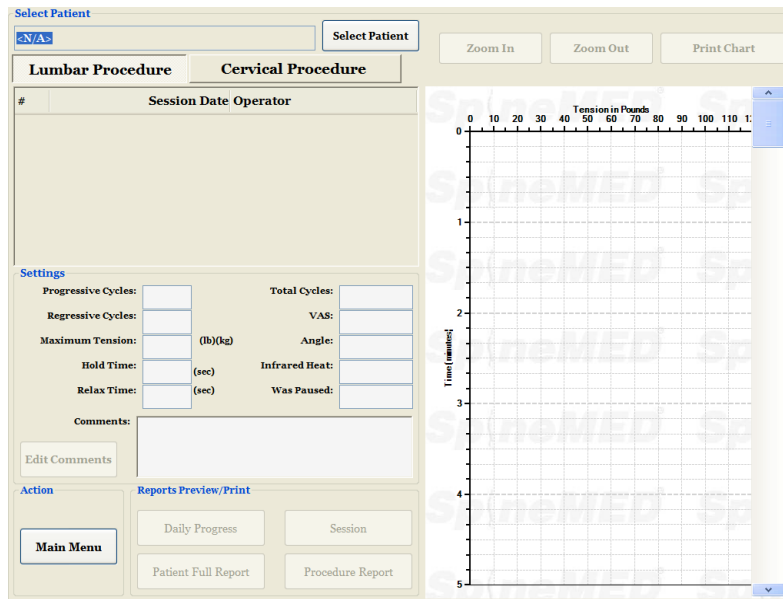 Select Patient
<N/A>
Select Patient
Zoom In
Zoom Out
Print Chart
Lumbar Procedure
Cervical Procedure
# Session Date Operator
Settings
Progressive Cycles:
Total Cycles:
Regressive Cycles:
VAS:
Maximum Tension: (lb)(kg)
Angle:
Hold Time: (sec)
Infrared Heat:
Relax Time: (sec)
Was Paused:
Comments:
Edit Comments
Action
Main Menu
Reports Preview/Print
Daily Progress
Session
Patient Full Report
Procedure Report
Tension in Pounds
0 10 20 30 40 50 60 70 80 90 100 110
Time [minutes]
0
1
2
3
4
5
SpineMED
SpineMED
SpineMED
SpineMED
SpineMED